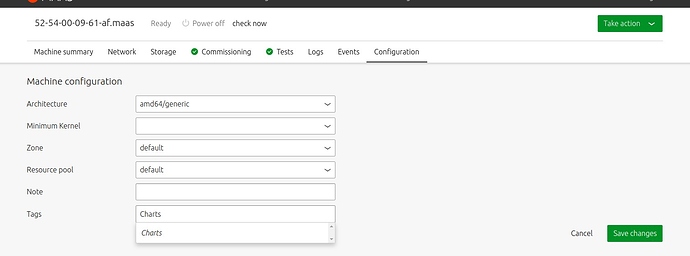 52-54-00-09-61-af.maas Ready Power off check now Take action
Machine summary Network Storage Commissioning Tests Logs Events Configuration
Machine configuration
Architecture amd64/generic
Minimum Kernel
Zone default
Resource pool default
Note
Tags Charts
Charts
Cancel Save changes